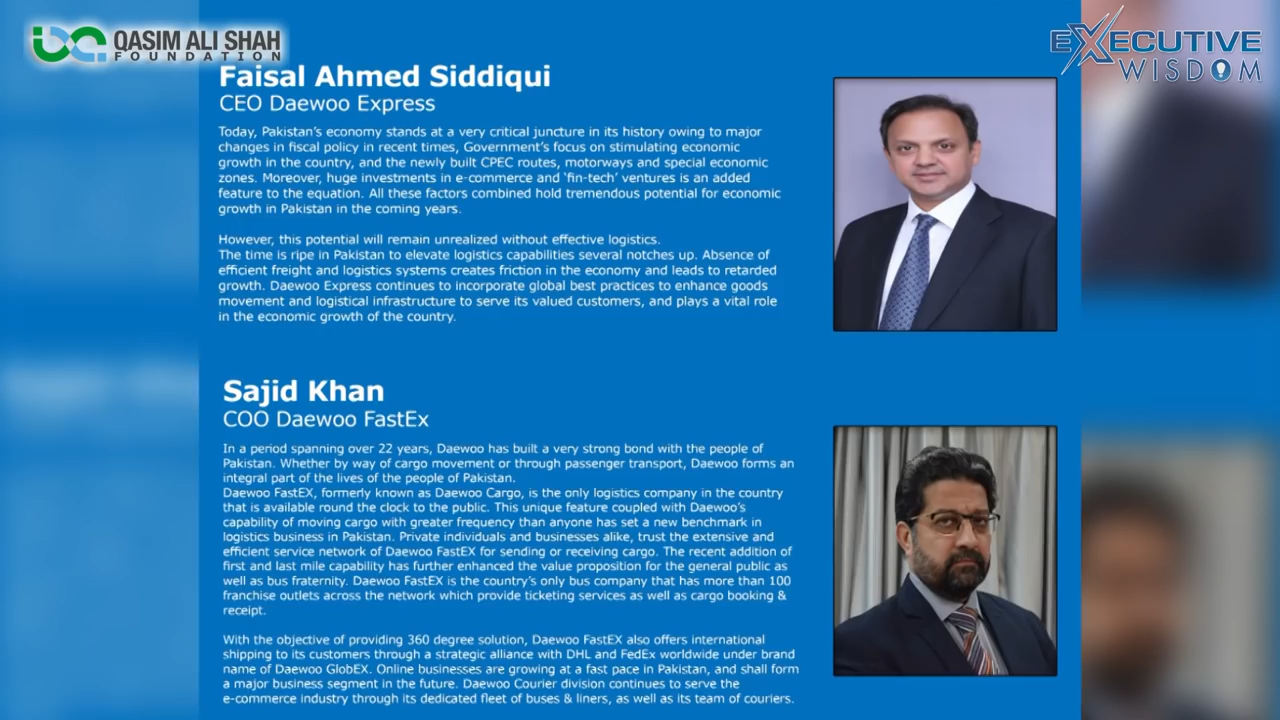 QASIM ALI SHAH
FOUNDATION
EXECUTIVE
WISDOM
Faisal Ahmed Siddiqui
CEO Daewoo Express
Today, Pakistan's economy stands at a very critical juncture in its history owing to major
changes in fiscal policy in recent times, Government's focus on stimulating economic
growth in the country, and the newly built CPEC routes, motorways and special economic
zones. Moreover, huge investments in e-commerce and 'fin-tech' ventures is an added
feature to the equation. All these factors combined hold tremendous potential for economic
growth in Pakistan in the coming years.
However, this potential will remain unrealized without effective logistics.
The time is ripe in Pakistan to elevate logistics capabilities several notches up. Absence of
efficient freight and logistics systems creates friction in the economy and leads to retarded
growth. Daewoo Express continues to incorporate global best practices to enhance goods
movement and logistical infrastructure to serve its valued customers, and plays a vital role
in the economic growth of the country.
Sajid Khan
COO Daewoo FastEx
In a period spanning over 22 years, Daewoo has built a very strong bond with the people of
Pakistan. Whether by way of cargo movement or through passenger transport, Daewoo forms an
integral part of the lives of the people of Pakistan.
Daewoo FastEX, formerly known as Daewoo Cargo, is the only logistics company in the country
that is available round the clock to the public. This unique feature coupled with Daewoo's
capability of moving cargo with greater frequency than anyone has set a new benchmark in
logistics business in Pakistan. Private individuals and businesses alike, trust the extensive and
efficient service network of Daewoo FastEX for sending or receiving cargo. The recent addition of
first and last mile capability has further enhanced the value proposition for the general public as
well as bus fraternity. Daewoo FastEX is the country's only bus company that has more than 100
franchise outlets across the network which provide ticketing services as well as cargo booking &
receipt.
With the objective of providing 360 degree solution, Daewoo FastEX also offers international
shipping to its customers through a strategic alliance with DHL and FedEx worldwide under brand
name of Daewoo GlobEX. Online businesses are growing at a fast pace in Pakistan, and shall form
a major business segment in the future. Daewoo Courier division continues to serve the
e-commerce industry through its dedicated fleet of buses & liners, as well as its team of couriers.